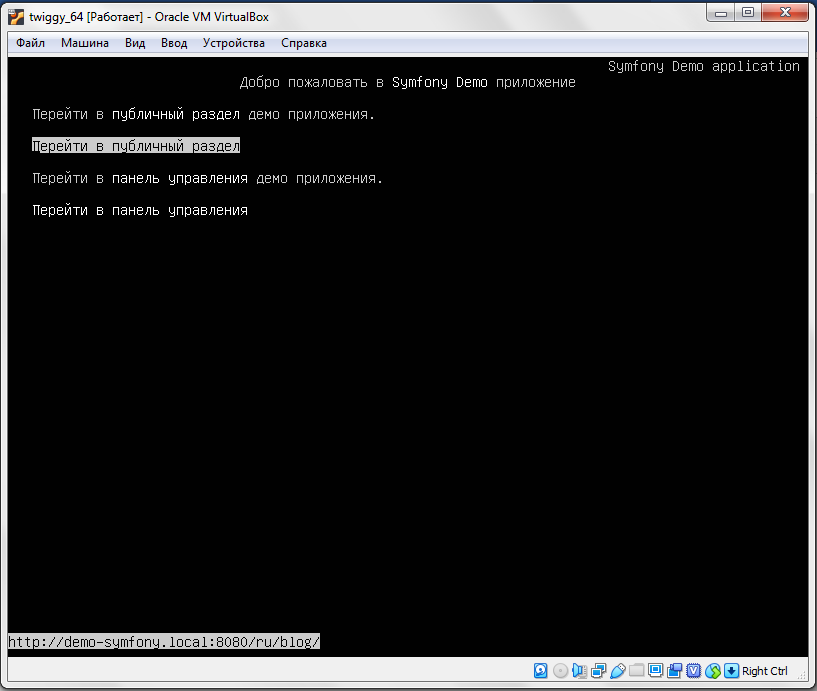 twiggy_64 [Работает] - Oracle VM VirtualBox
Файл Машина Вид Ввод Устройства Справка
Symfony Demo application
Добро пожаловать в Symfony Demo приложение
Перейти в публичный раздел демо приложения.
Перейти в публичный раздел
Перейти в панель управления демо приложения.
Перейти в панель управления
http://demo-symfony.local:8080/ru/blog/
Right Ctrl